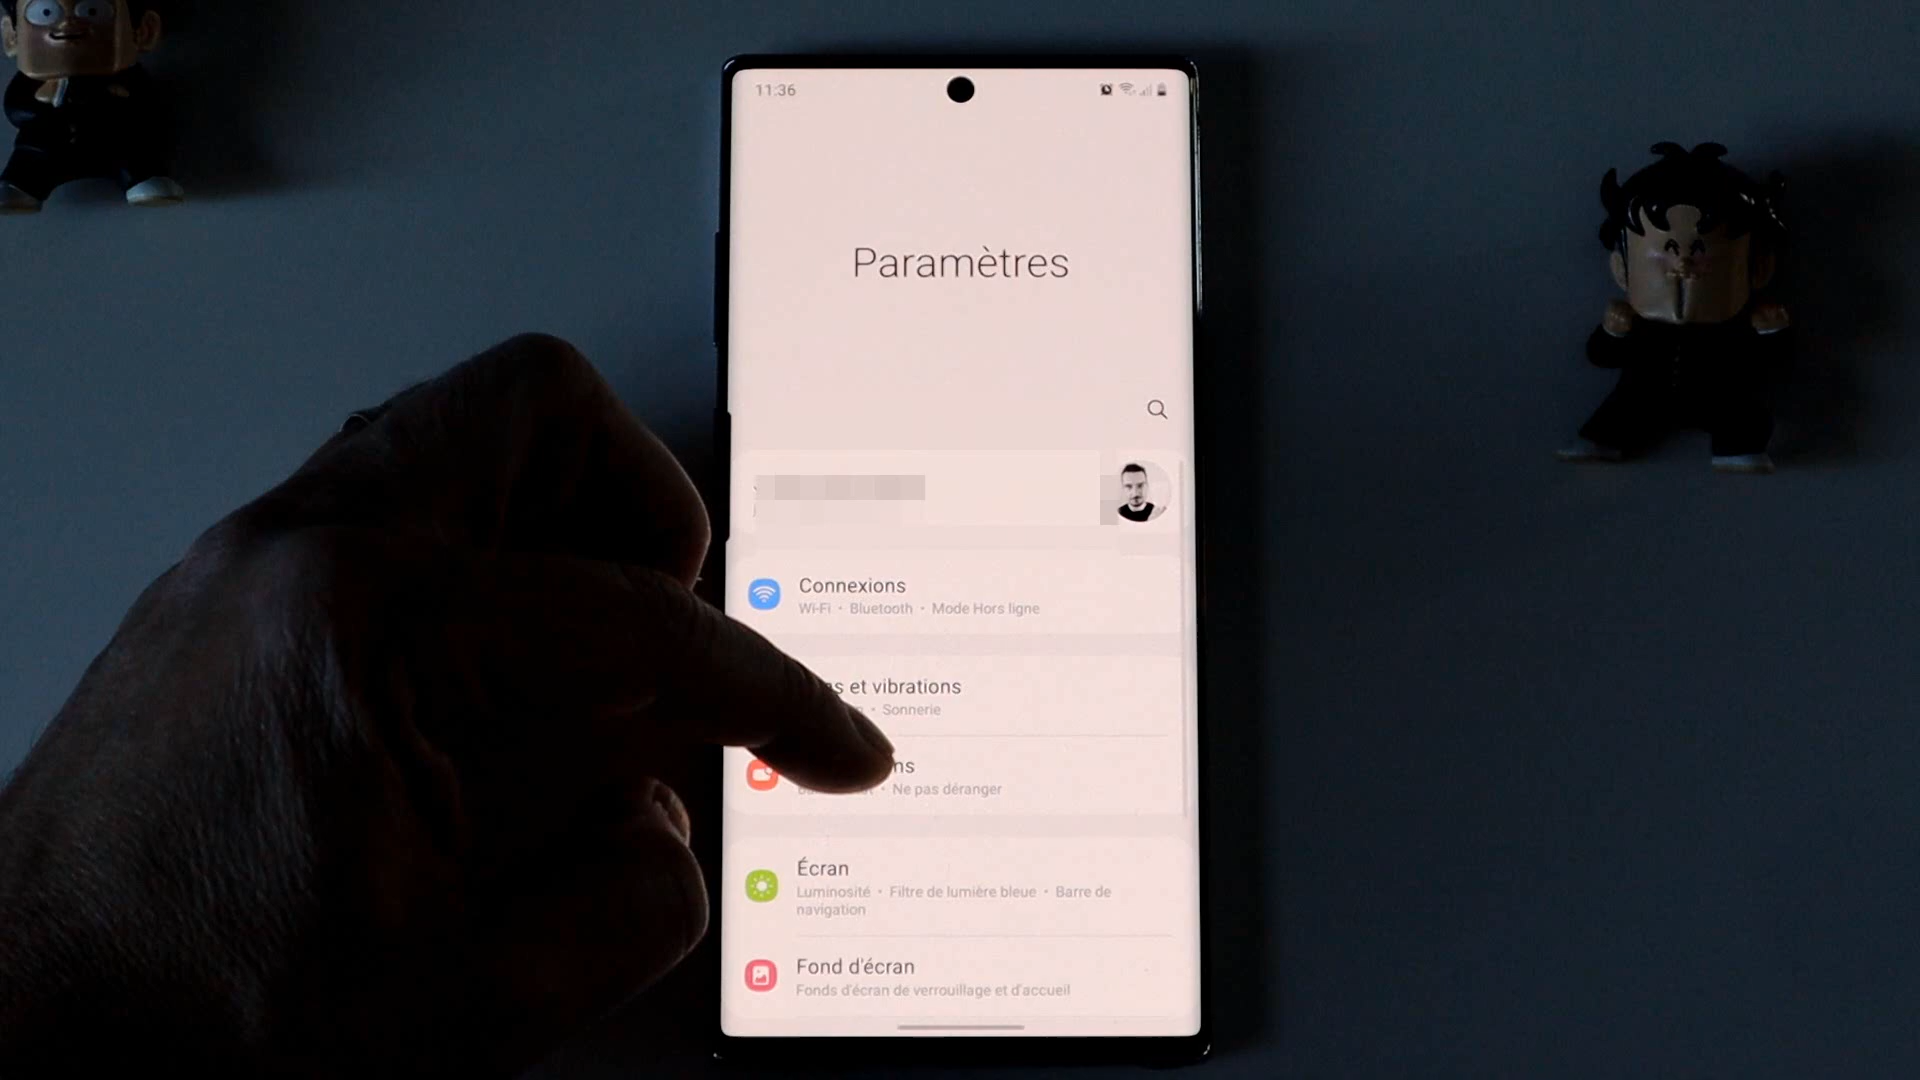 11:36
Paramètres
Connexions
Wi-Fi • Bluetooth • Mode Hors ligne
et vibrations
• Sonnerie
• Ne pas déranger
Écran
Luminosité • Filtre de lumière bleue • Barre de
navigation
Fond d'écran
Fonds d'écran de verrouillage et d'accueil